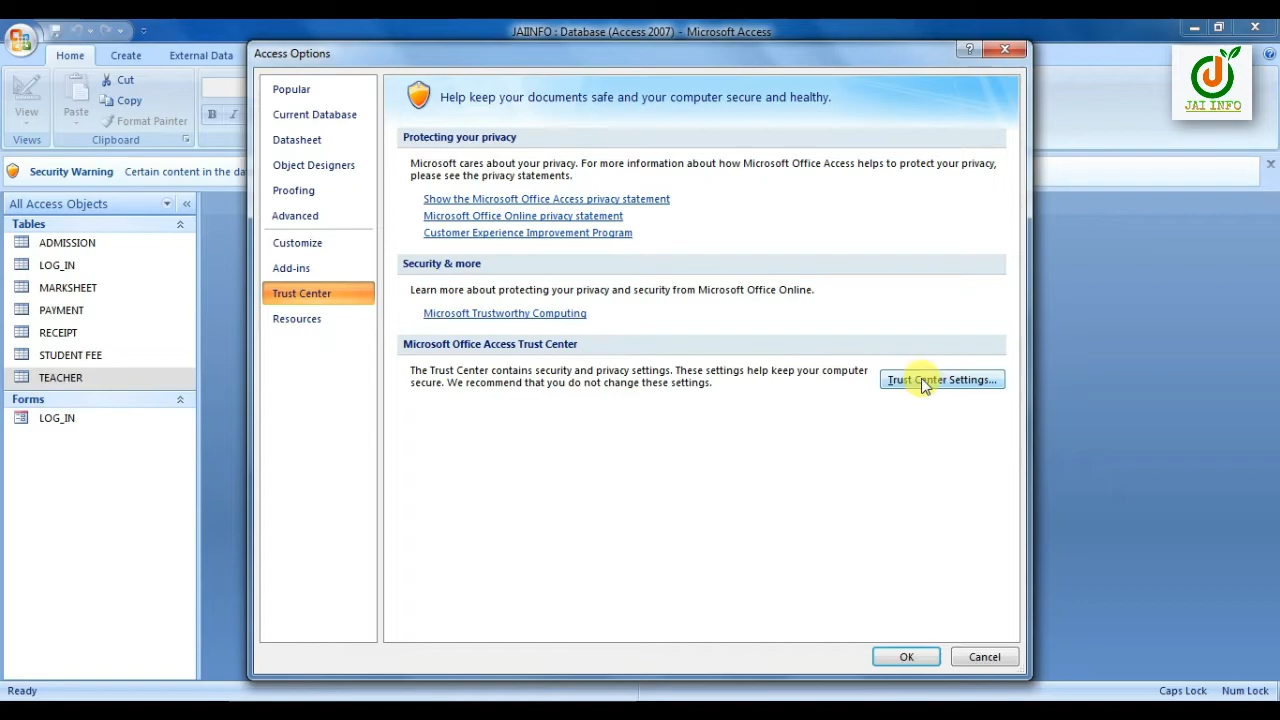 JAIINFO : Database (Access 2007) - Microsoft Access
Home
Create
External Data
View
Views
Paste
Cut
Copy
Format Painter
Clipboard
B I
JAI INFO
Security Warning
Certain content in the da
All Access Objects
Tables
ADMISSION
LOG_IN
MARKSHEET
PAYMENT
RECEIPT
STUDENT FEE
TEACHER
Forms
LOG_IN
Access Options
Popular
Current Database
Datasheet
Object Designers
Proofing
Advanced
Customize
Add-ins
Trust Center
Resources
Help keep your documents safe and your computer secure and healthy.
Protecting your privacy
Microsoft cares about your privacy. For more information about how Microsoft Office Access helps to protect your privacy,
please see the privacy statements.
Show the Microsoft Office Access privacy statement
Microsoft Office Online privacy statement
Customer Experience Improvement Program
Security & more
Learn more about protecting your privacy and security from Microsoft Office Online.
Microsoft Trustworthy Computing
Microsoft Office Access Trust Center
The Trust Center contains security and privacy settings. These settings help keep your computer
secure. We recommend that you do not change these settings.
Trust Center Settings...
OK
Cancel
Ready
Caps Lock
Num Lock